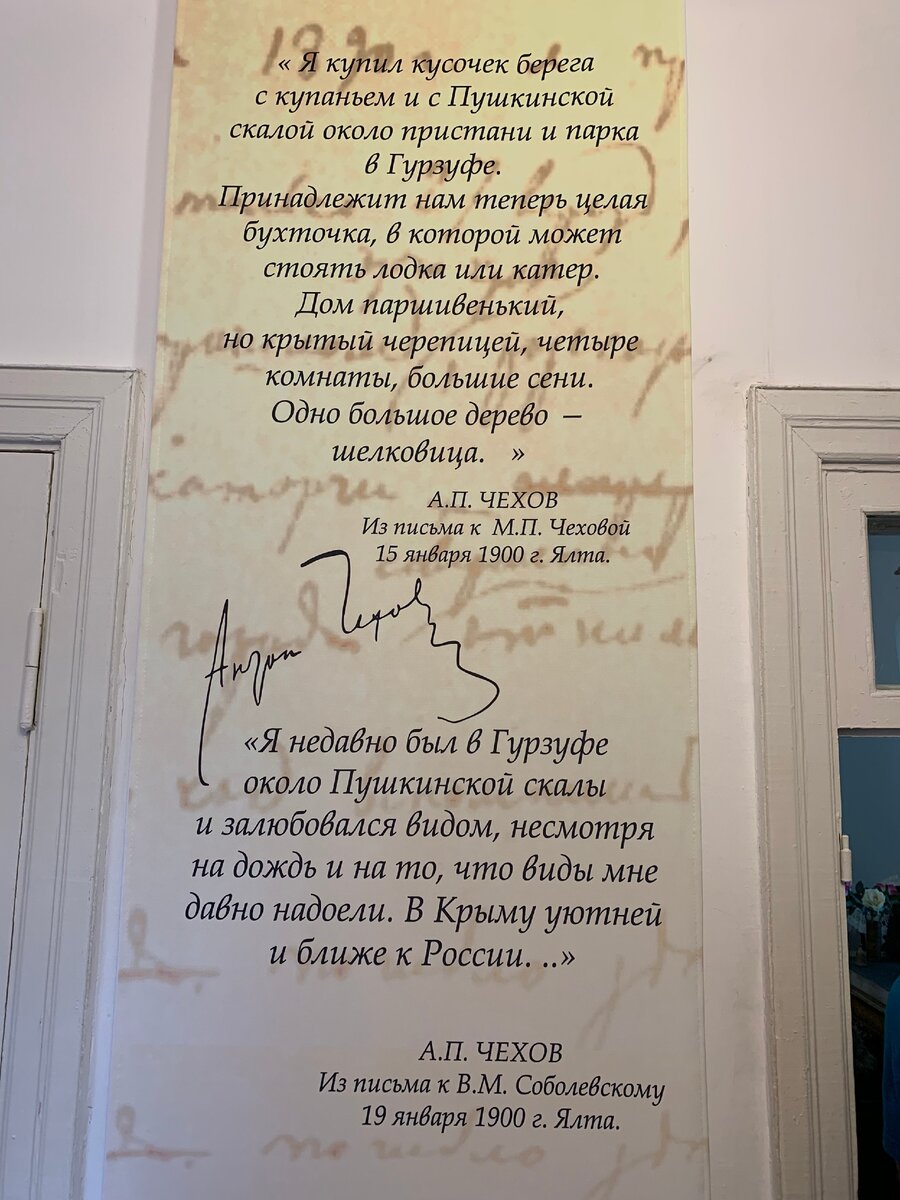 « Я купил кусочек берега
с купаньем и с Пушкинской
скалой около пристани и парка
в Гурзуфе.
Принадлежит нам теперь целая
бухточка, в которой может
стоять лодка или катер.
Дом паршивенький,
но крытый черепицей, четыре
комнаты, большие сени.
Одно большое дерево —
шелковица. »
А.П. ЧЕХОВ
Из письма к М.П. Чеховой
15 января 1900 г. Ялта.
Антон Чехов
«Я недавно был в Гурзуфе
около Пушкинской скалы
и залюбовался видом, несмотря
на дождь и на то, что виды мне
давно надоели. В Крыму уютней
и ближе к России. ..»
А.П. ЧЕХОВ
Из письма к В.М. Соболевскому
19 января 1900 г. Ялта.